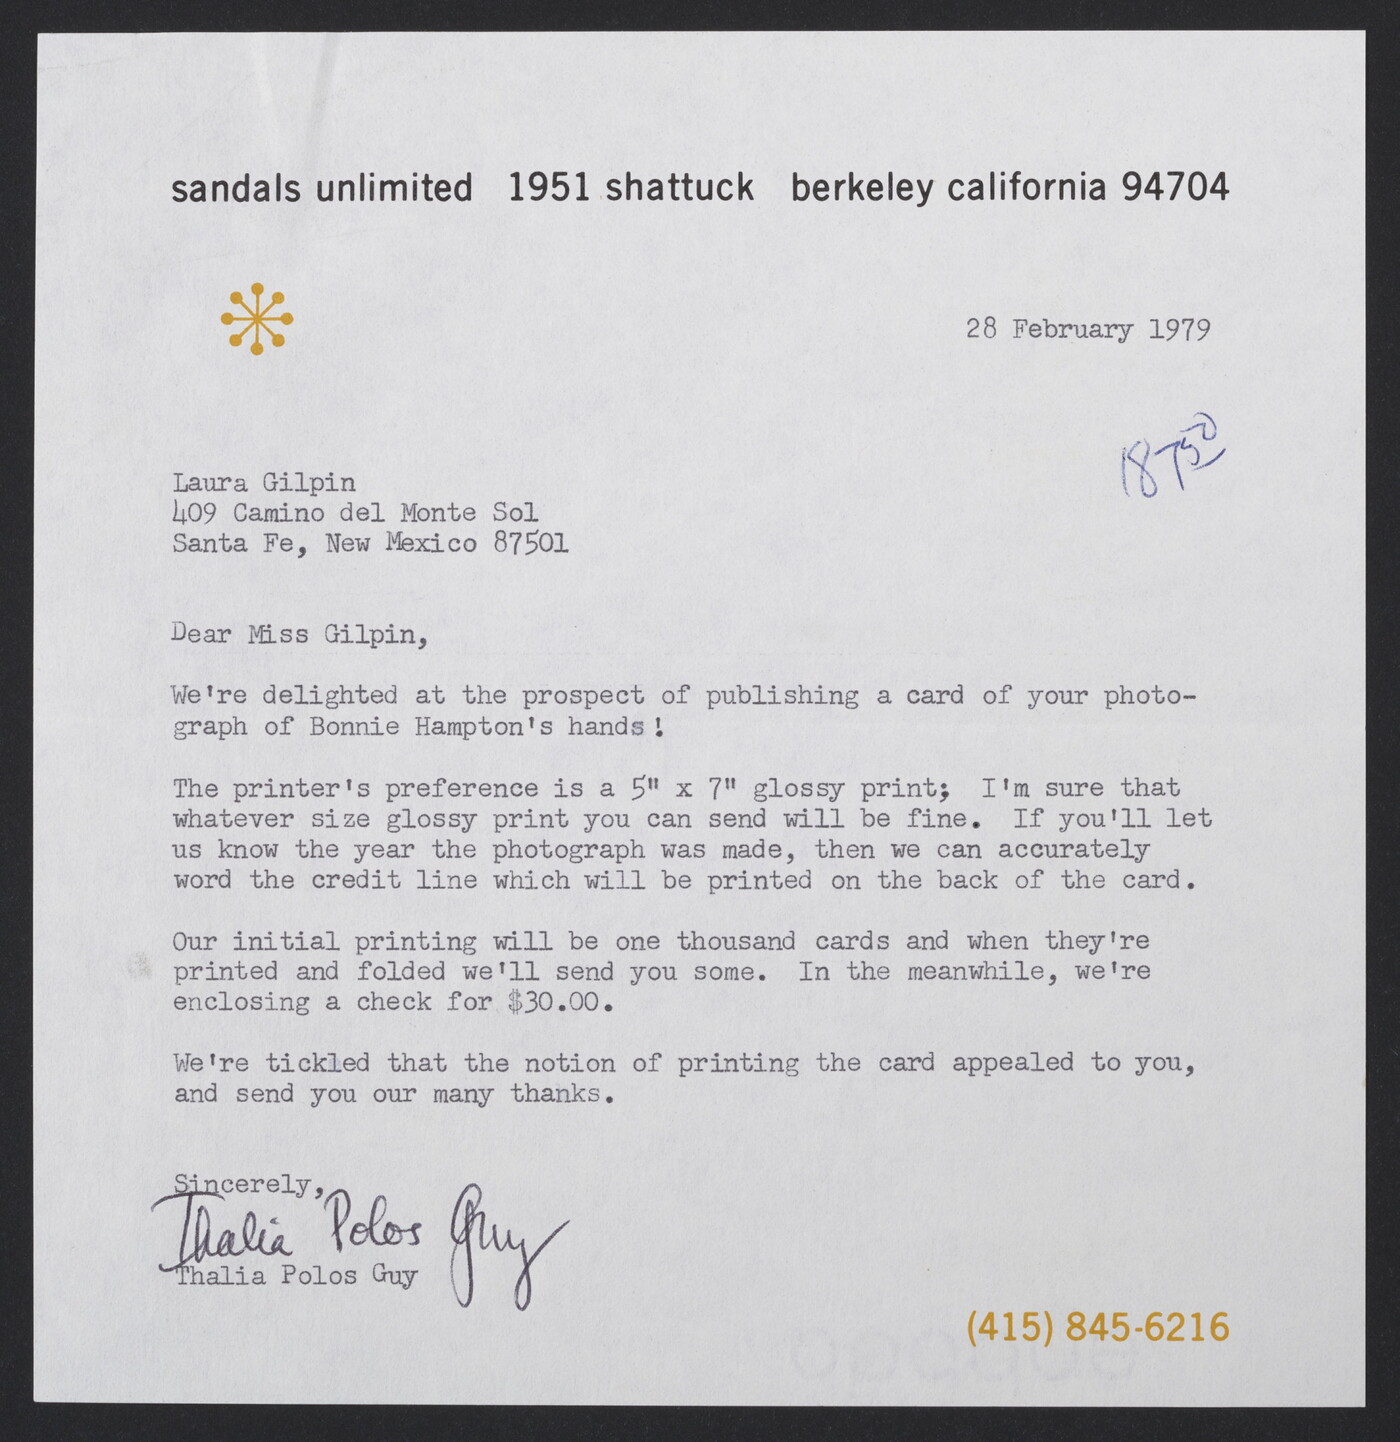 sandals unlimited 1951 shattuck berkeley california 94704
28 February 1979
187 50
Laura Gilpin
409 Camino del Monte Sol
Santa Fe, New Mexico 87501
Dear Miss Gilpin,
We're delighted at the prospect of publishing a card of your photo-
graph of Bonnie Hampton's hands!
The printer's preference is a 5" x 7" glossy print; I'm sure that
whatever size glossy print you can send will be fine. If you'll let
us know the year the photograph was made, then we can accurately
word the credit line which will be printed on the back of the card.
Our initial printing will be one thousand cards and when they're
printed and folded we'll send you some. In the meanwhile, we're
enclosing a check for $30.00.
We're tickled that the notion of printing the card appealed to you,
and send you our many thanks.
Sincerely,
Thalia Polos Guy
Thalia Polos Guy
(415) 845-6216